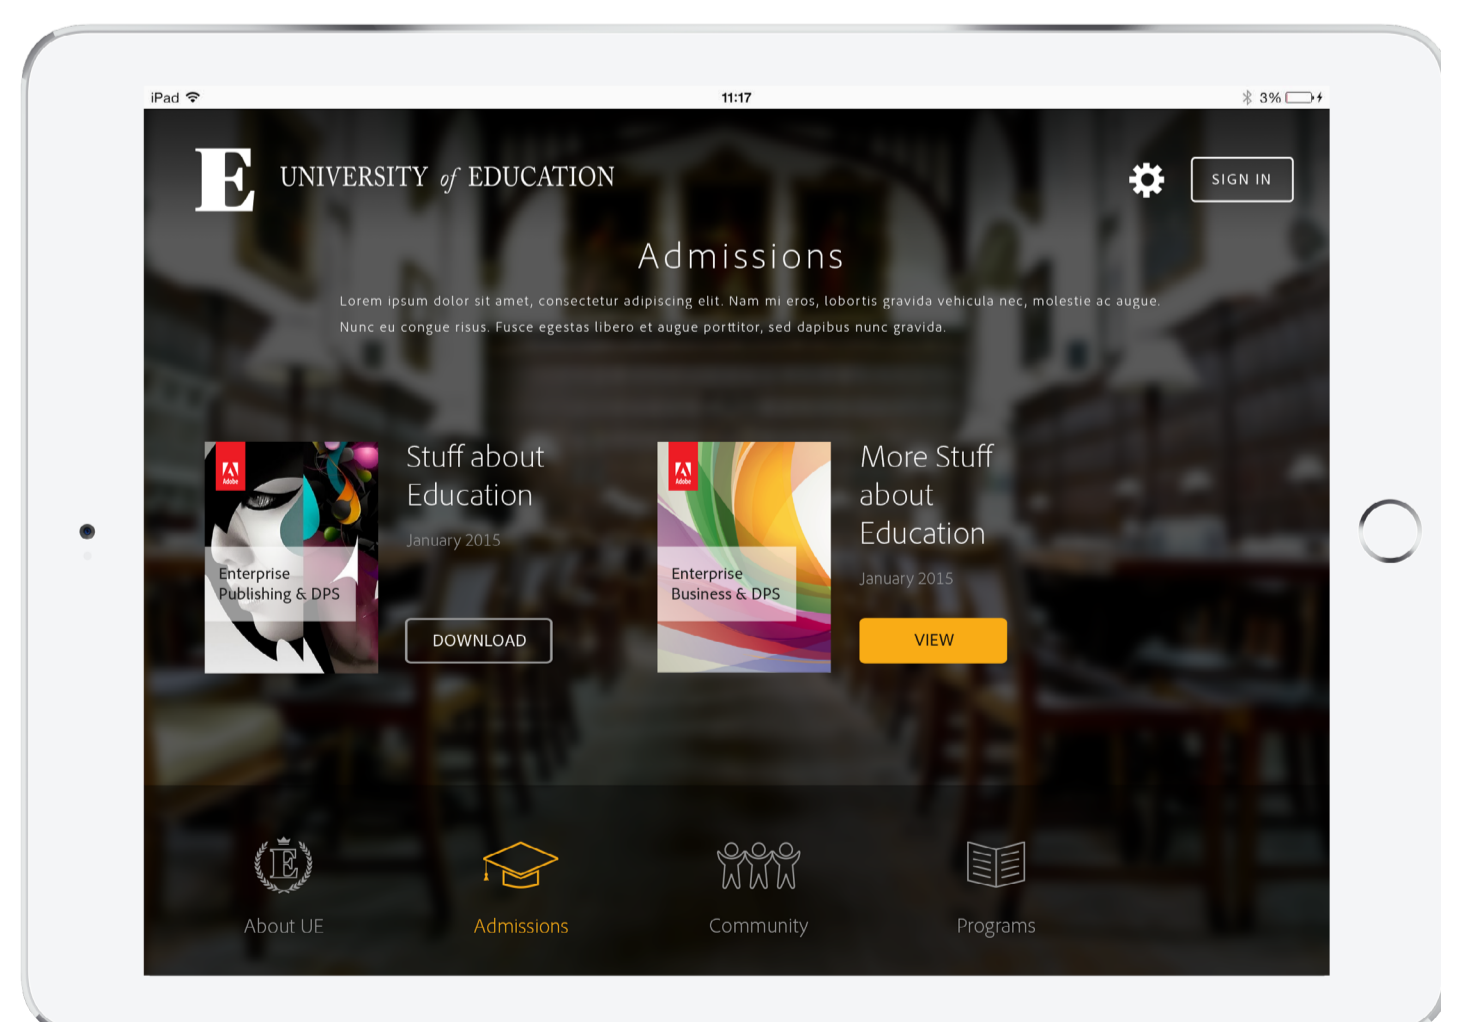 iPad 11:17 3%
E UNIVERSITY of EDUCATION
SIGN IN
Admissions
Lorem ipsum dolor sit amet, consectetur adipiscing elit. Nam mi eros, lobortis gravida vehicula nec, molestie ac augue.
Nunc eu congue risus. Fusce egestas libero et augue porttitor, sed dapibus nunc gravida.
Adobe
Enterprise
Publishing & DPS
Stuff about
Education
January 2015
DOWNLOAD
Adobe
Enterprise
Business & DPS
More Stuff
about
Education
January 2015
VIEW
E
About UE
Admissions
Community
Programs